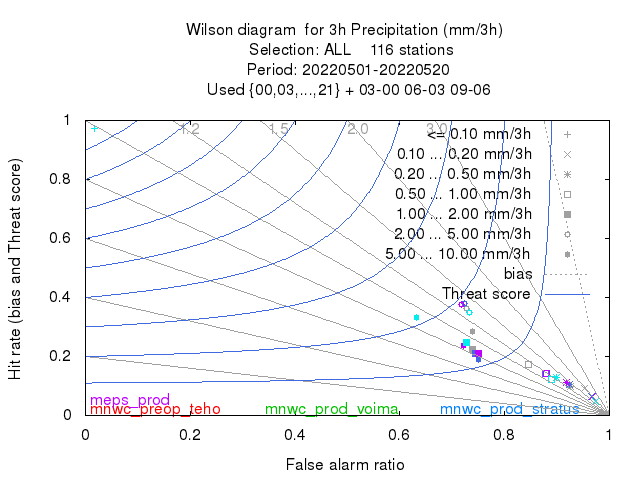 Wilson diagram  for 3h Precipitation (mm/3h)
Selection: ALL    116 stations
Period: 20220501-20220520
Used {00,03,...,21} + 03-00 06-03 09-06
1.2 1.5 2.0 3.0
<= 0.10 mm/3h
0.10 ... 0.20 mm/3h
0.20 ... 0.50 mm/3h
0.50 ... 1.00 mm/3h
1.00 ... 2.00 mm/3h
2.00 ... 5.00 mm/3h
5.00 ... 10.00 mm/3h
bias
Threat score
Hit rate (bias and Threat score)
1
0.8
0.6
0.4
0.2
0
meps_prod
mnwc_preop_teho mnwc_prod_voima mnwc_prod_stratus
0 0.2 0.4 0.6 0.8 1
False alarm ratio